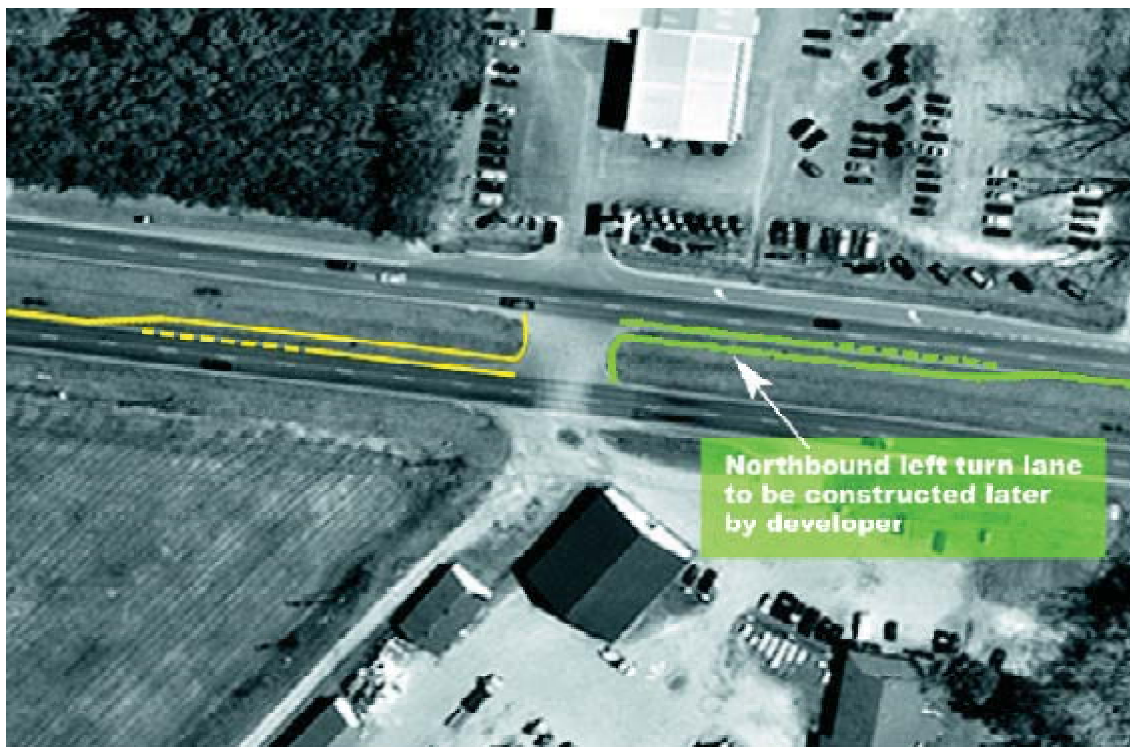 Northbound left turn lane
to be constructed later
by developer